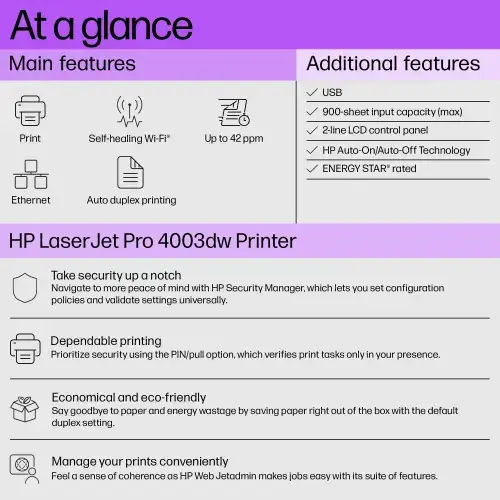 At a glance
Main features
Additional features
Print
Self-healing Wi-Fi®
Up to 42 ppm
Ethernet
Auto duplex printing
USB
900-sheet input capacity (max)
2-line LCD control panel
HP Auto-On/Auto-Off Technology
ENERGY STAR® rated
HP LaserJet Pro 4003dw Printer
Take security up a notch
Navigate to more peace of mind with HP Security Manager, which lets you set configuration
policies and validate settings universally.
Dependable printing
Prioritize security using the PIN/pull option, which verifies print tasks only in your presence.
Economical and eco-friendly
Say goodbye to paper and energy wastage by saving paper right out of the box with the default
duplex setting.
Manage your prints conveniently
Feel a sense of coherence as HP Web Jetadmin makes jobs easy with its suite of features.